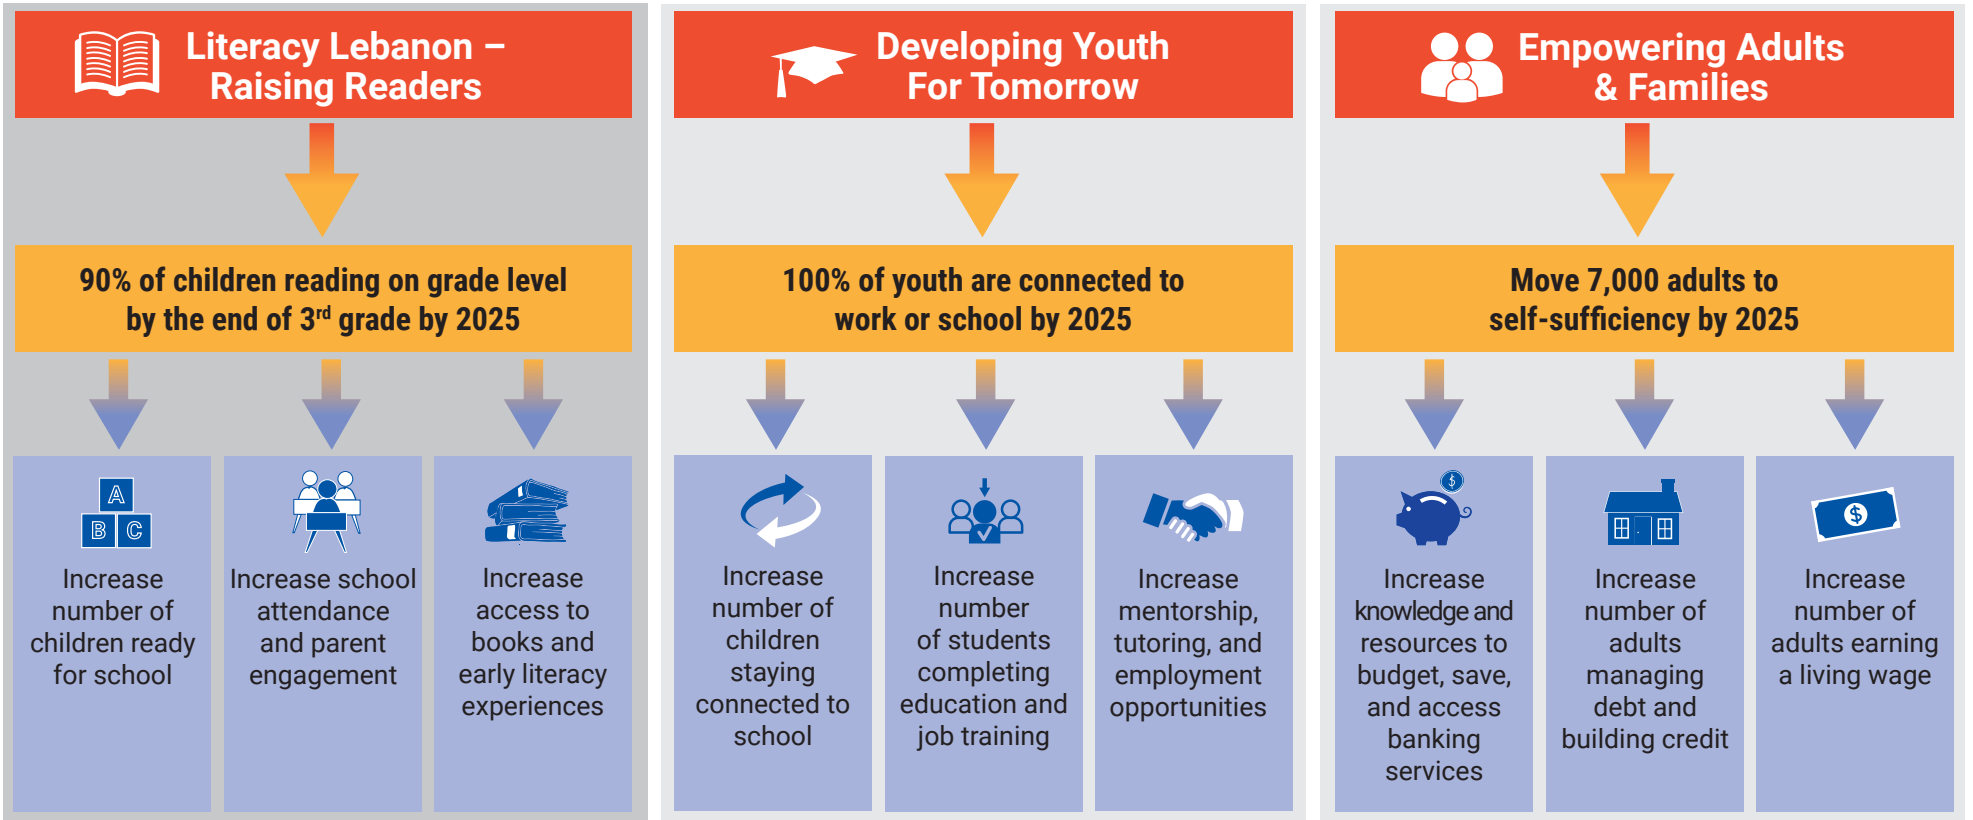 Literacy Lebanon –
Raising Readers
90% of children reading on grade level
by the end of 3rd grade by 2025
A
B C
Increase
number of
children ready
for school
Increase school
attendance
and parent
engagement
Increase
access to
books and
early literacy
experiences
Developing Youth
For Tomorrow
100% of youth are connected to
work or school by 2025
Increase
number of
children
staying
connected to
school
Increase
number
of students
completing
education and
job training
Increase
mentorship,
tutoring, and
employment
opportunities
Empowering Adults
& Families
Move 7,000 adults to
self-sufficiency by 2025
$
Increase
knowledge and
resources to
budget, save,
and access
banking
services
Increase
number of
adults
managing
debt and
building credit
$
Increase
number of
adults earning
a living wage